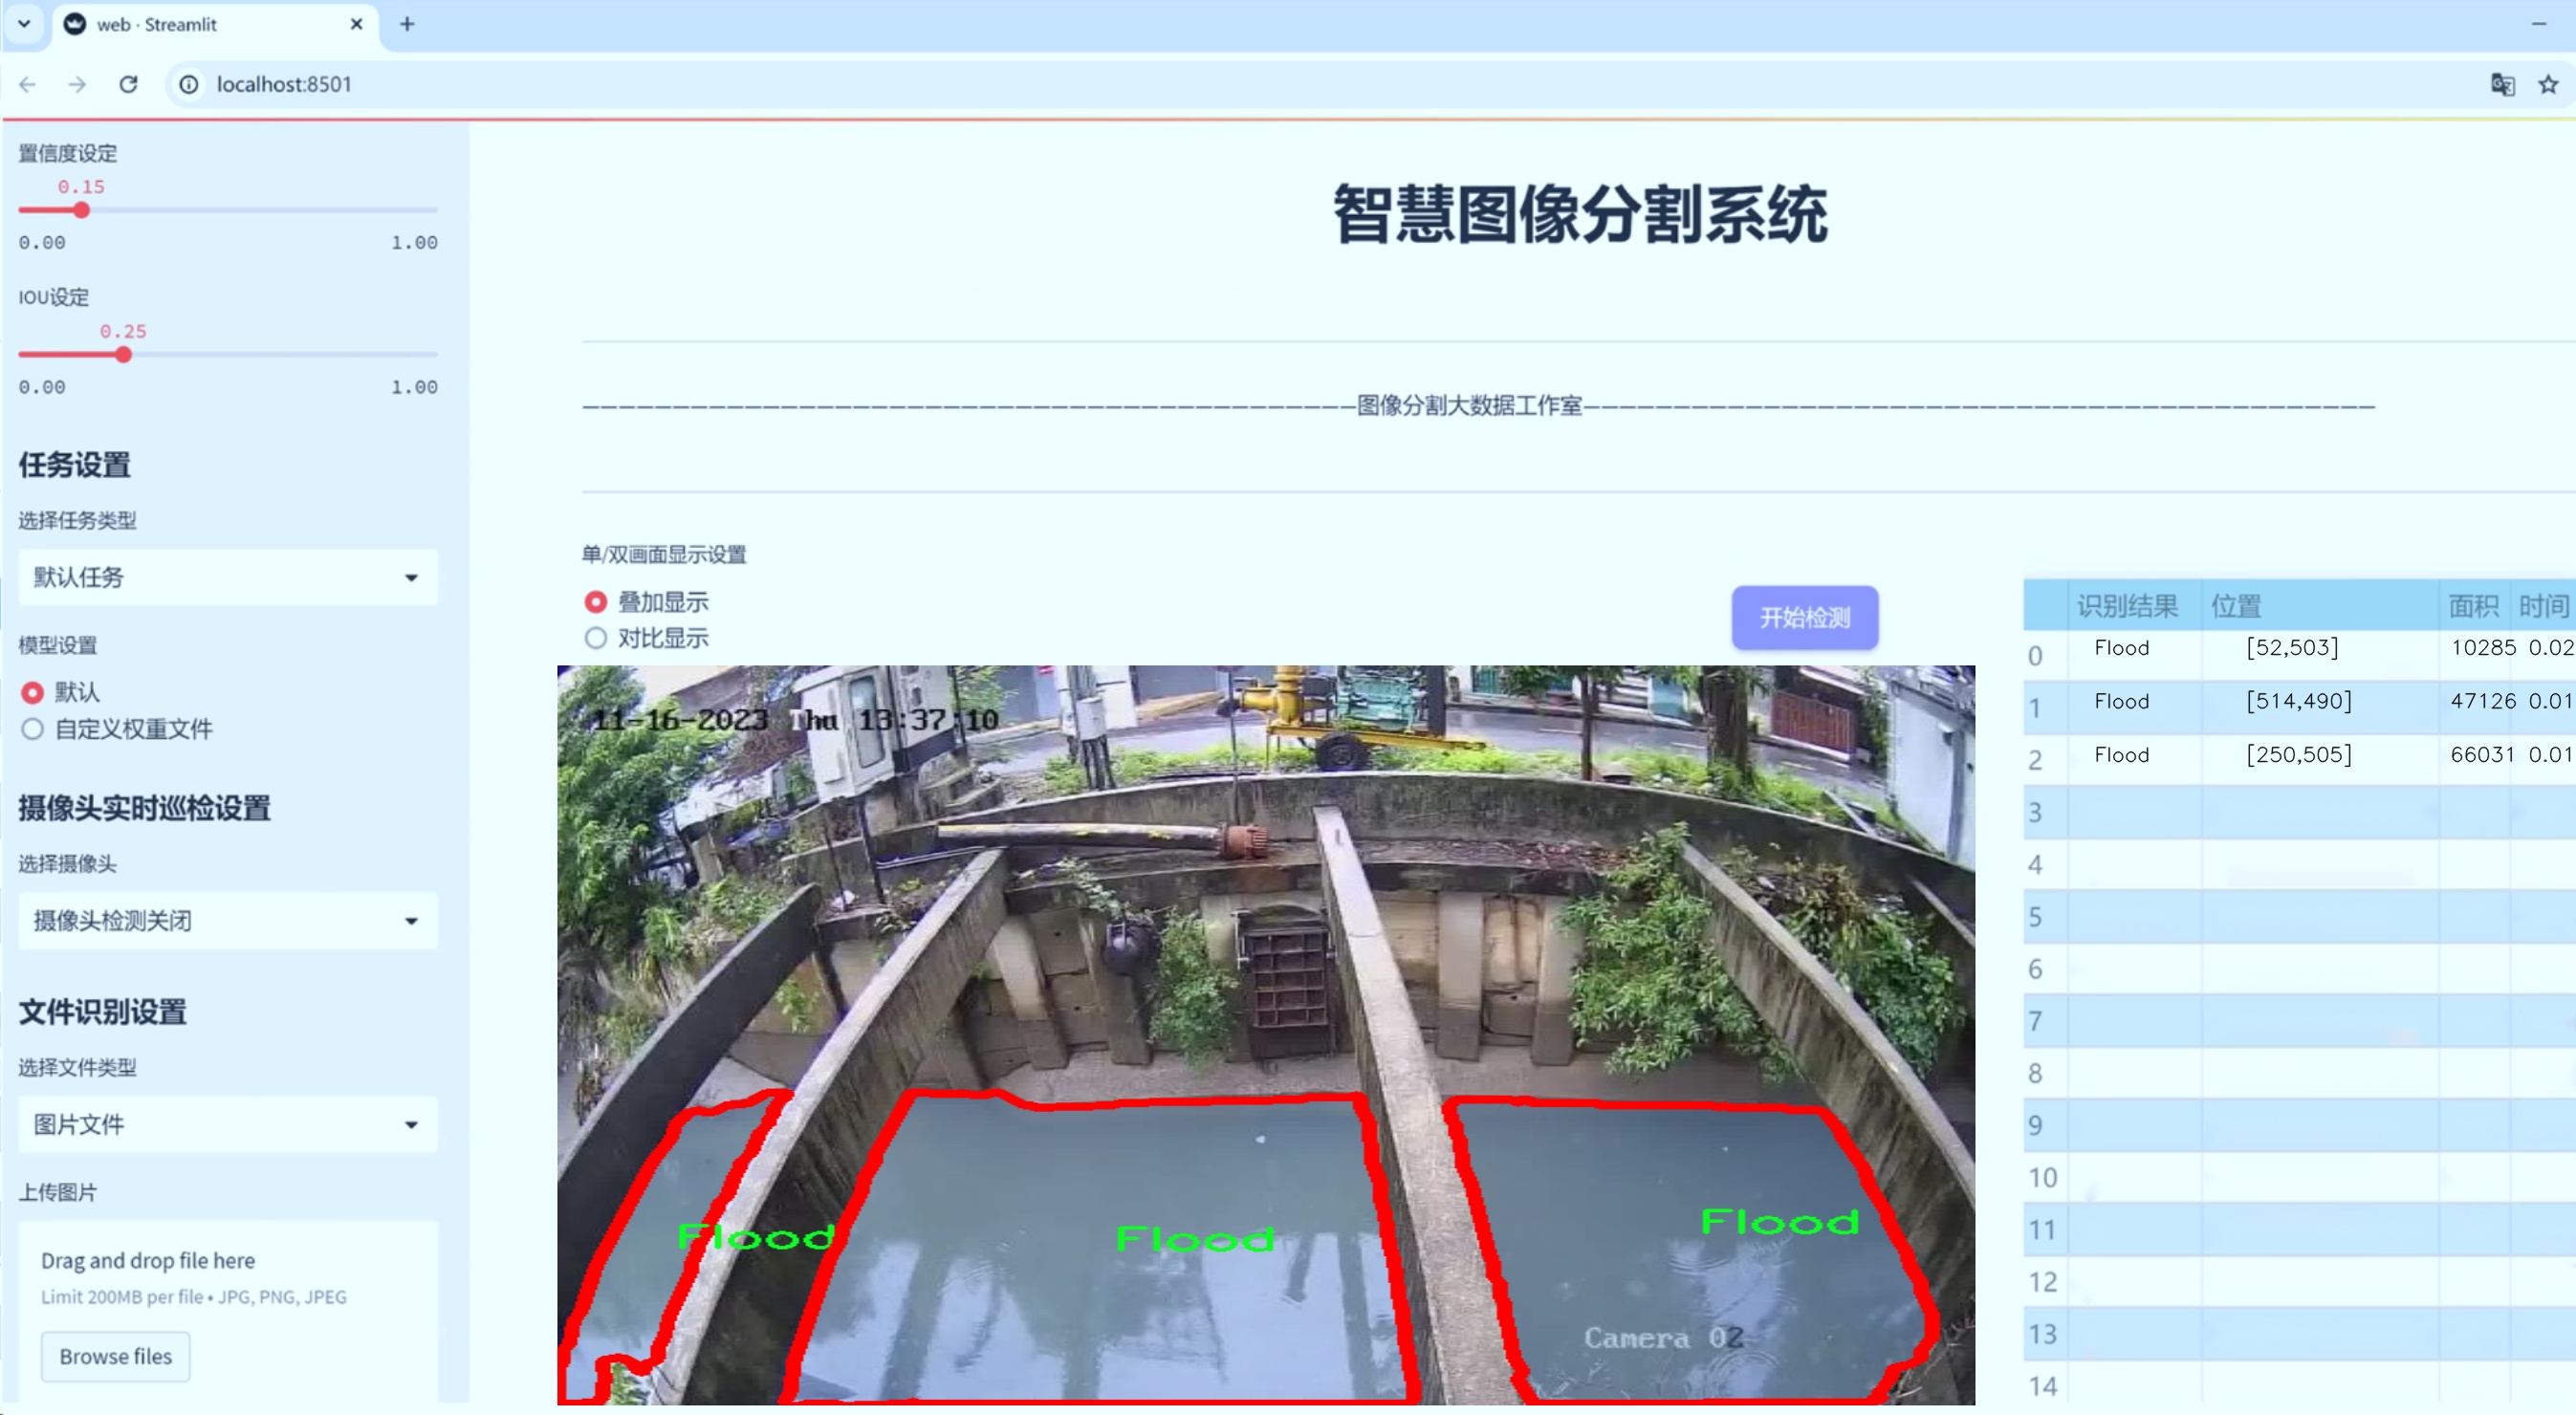 web · Streamlit
localhost:8501
置信度设定
0.15
0.00 1.00
IOU设定
0.25
0.00 1.00
任务设置
选择任务类型
默认任务
模型设置
默认
自定义权重文件
摄像头实时巡检设置
选择摄像头
摄像头检测关闭
文件识别设置
选择文件类型
图片文件
上传图片
Drag and drop file here
Limit 200MB per file • JPG, PNG, JPEG
Browse files
智慧图像分割系统
图像分割大数据工作室
单/双画面显示设置
叠加显示
对比显示
开始检测
11-16-2023 Thu 13:37:10
Flood
Flood
Flood
Camera 02
识别结果 位置 面积 时间
0 Flood [52,503] 10285 0.02
1 Flood [514,490] 47126 0.01
2 Flood [250,505] 66031 0.01
3
4
5
6
7
8
9
10
11
12
13
14